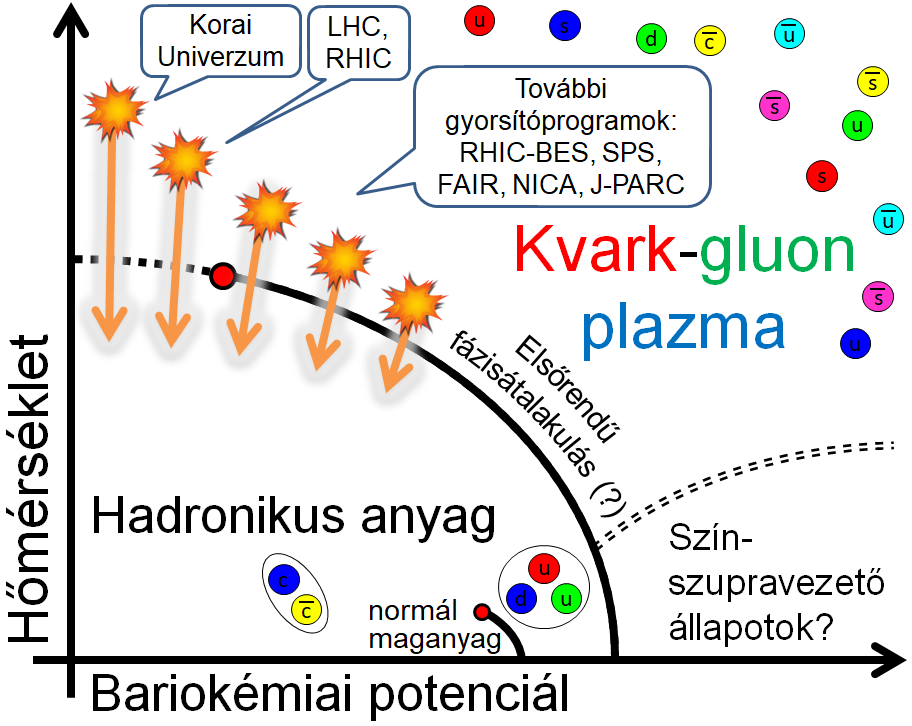 Korai
Univerzum
LHC,
RHIC
További
gyorsítóprogramok:
RHIC-BES, SPS,
FAIR, NICA, J-PARC
u
s
d
c̅
u̅
s̅
s̅
u
s
u̅
s̅
u
Kvark-gluon
plazma
Elsőrendű
fázisátalakulás (?)
Hőmérséklet
Hadronikus anyag
c
c̅
u
d
u
normál
maganyag
Szín-
szupravezető
állapotok?
Bariokémiai potenciál